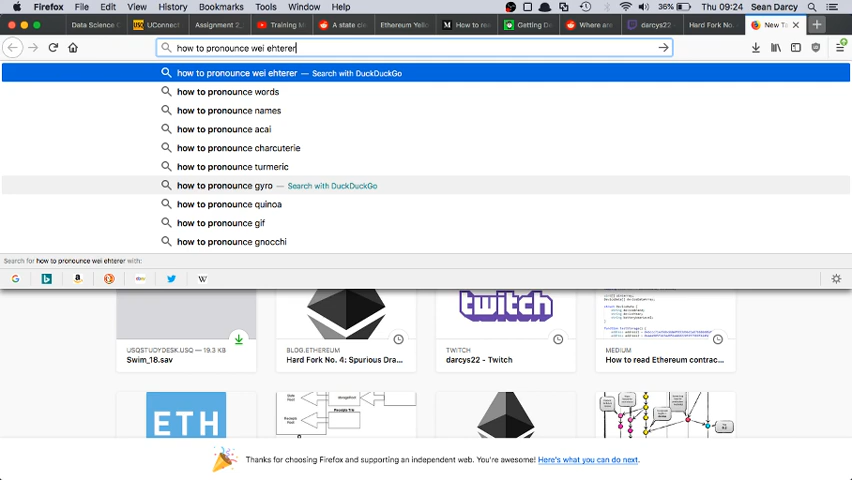 Firefox File Edit View History Bookmarks Tools Window Help 36% Thu 09:24 Sean Darcy
Data Science UConnect Assignment 2_ Training M A state c Ethereum Yello How to re Getting D Where are darcys22 - Hard Fork No. New Ta
how to pronounce wei ehterer
how to pronounce wei ehterer — Search with DuckDuckGo
how to pronounce words
how to pronounce names
how to pronounce acai
how to pronounce charcuterie
how to pronounce turmeric
how to pronounce gyro — Search with DuckDuckGo
how to pronounce quinoa
how to pronounce gif
how to pronounce gnocchi
Search for how to pronounce wei ehterer with:
twitch
USQSTUDYDESK.USQ — 19.3 KB
Swim_18.sav
BLOG.ETHEREUM
Hard Fork No. 4: Spurious Dra...
TWITCH
darcys22 - Twitch
MEDIUM
How to read Ethereum contrac...
ETH
Thanks for choosing Firefox and supporting an independent web. You're awesome! Here's what you can do next.